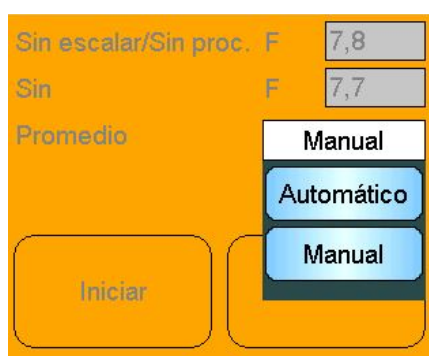 Sin escalar/Sin proc. F 7,8
Sin F 7,7
Promedio Manual
Automático
Manual
Iniciar